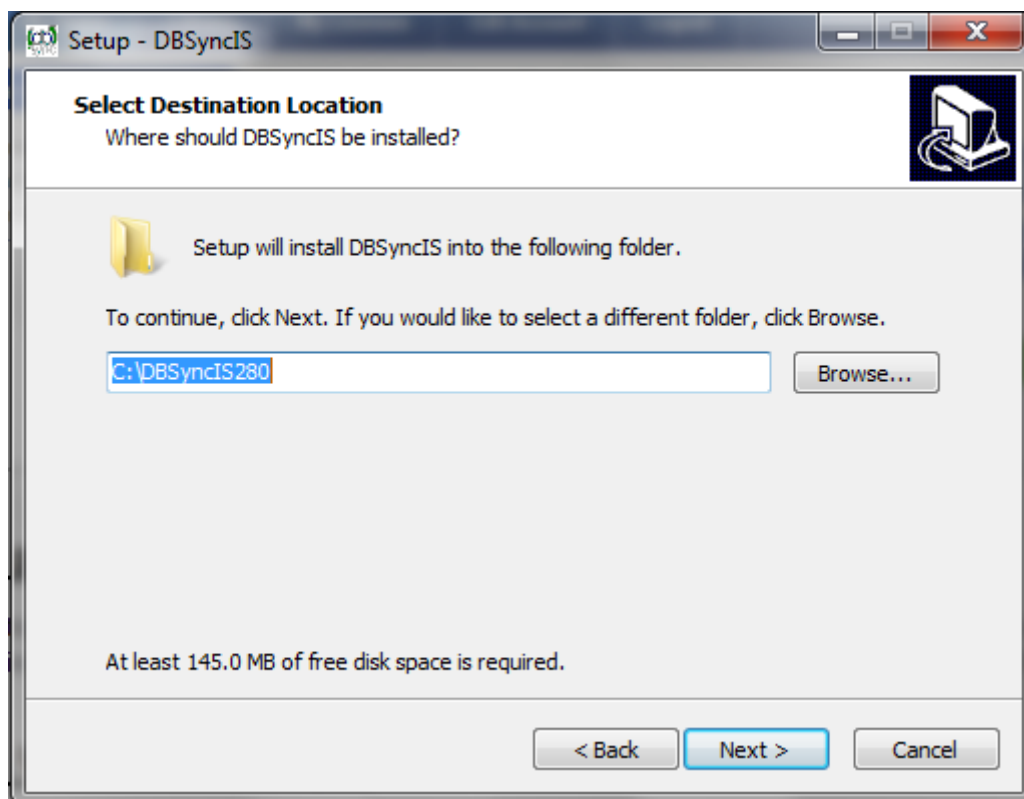 Setup - DBSyncIS
Select Destination Location
Where should DBSyncIS be installed?
Setup will install DBSyncIS into the following folder.
To continue, click Next. If you would like to select a different folder, click Browse.
C:\DBSyncIS280
Browse...
At least 145.0 MB of free disk space is required.
< Back
Next >
Cancel